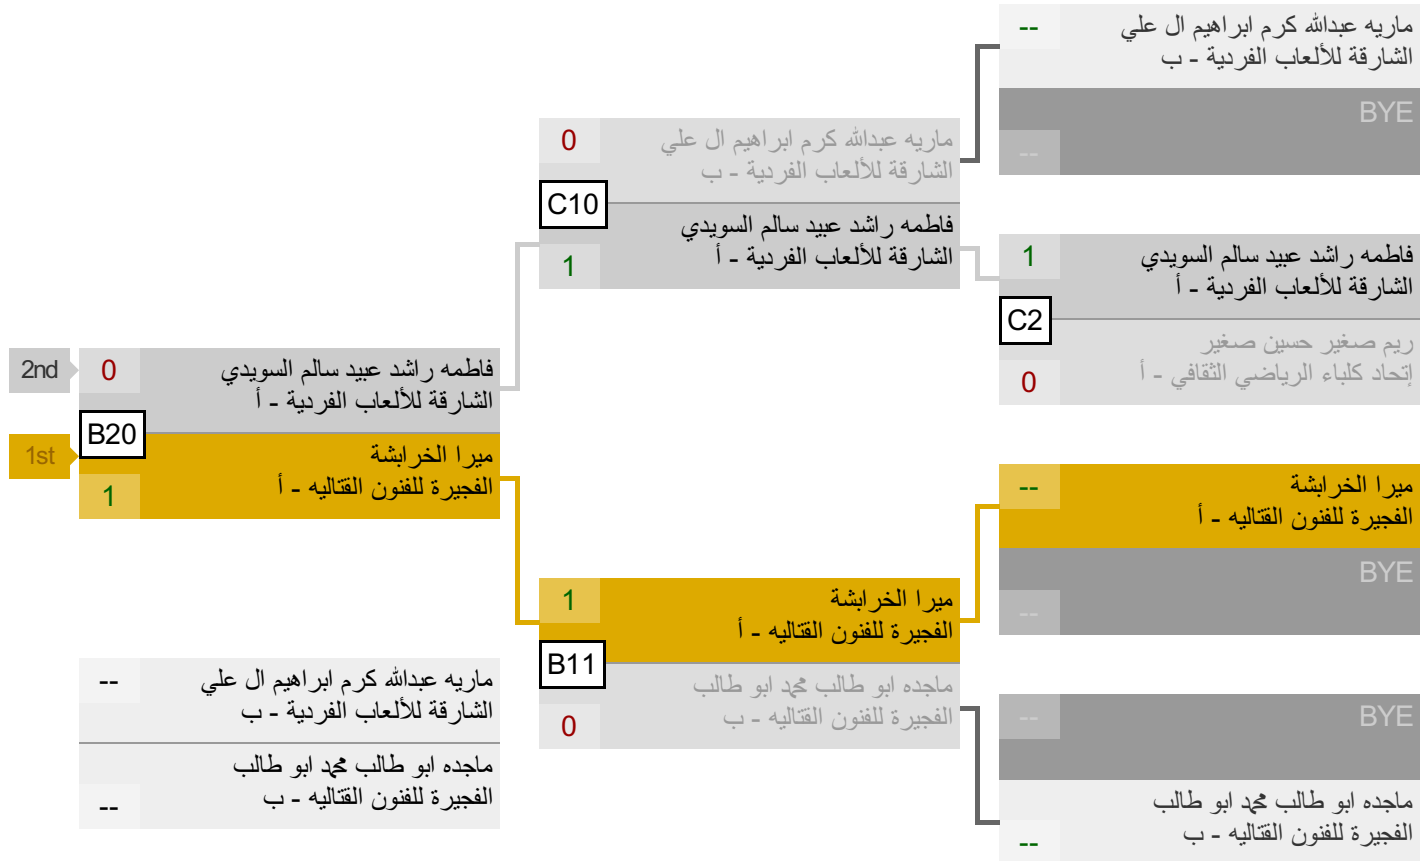 --
ماريه عبدالله كرم ابراهيم ال علي
الشارقة للألعاب الفردية - ب
BYE
--
0
ماريه عبدالله كرم ابراهيم ال علي
الشارقة للألعاب الفردية - ب
C10
فاطمه راشد عبيد سالم السويدي
الشارقة للألعاب الفردية - أ
1
1
فاطمه راشد عبيد سالم السويدي
الشارقة للألعاب الفردية - أ
C2
ريم صغير حسين صغير
إتحاد كلباء الرياضي الثقافي - أ
0
2nd
0
فاطمه راشد عبيد سالم السويدي
الشارقة للألعاب الفردية - أ
B20
1st
ميرا الخرابشة
الفجيرة للفنون القتاليه - أ
1
--
ميرا الخرابشة
الفجيرة للفنون القتاليه - أ
BYE
--
1
ميرا الخرابشة
الفجيرة للفنون القتاليه - أ
B11
ماجده ابو طالب محمد ابو طالب
الفجيرة للفنون القتاليه - ب
0
--
ماريه عبدالله كرم ابراهيم ال علي
الشارقة للألعاب الفردية - ب
ماجده ابو طالب محمد ابو طالب
الفجيرة للفنون القتاليه - ب
--
--
BYE
ماجده ابو طالب محمد ابو طالب
الفجيرة للفنون القتاليه - ب
--